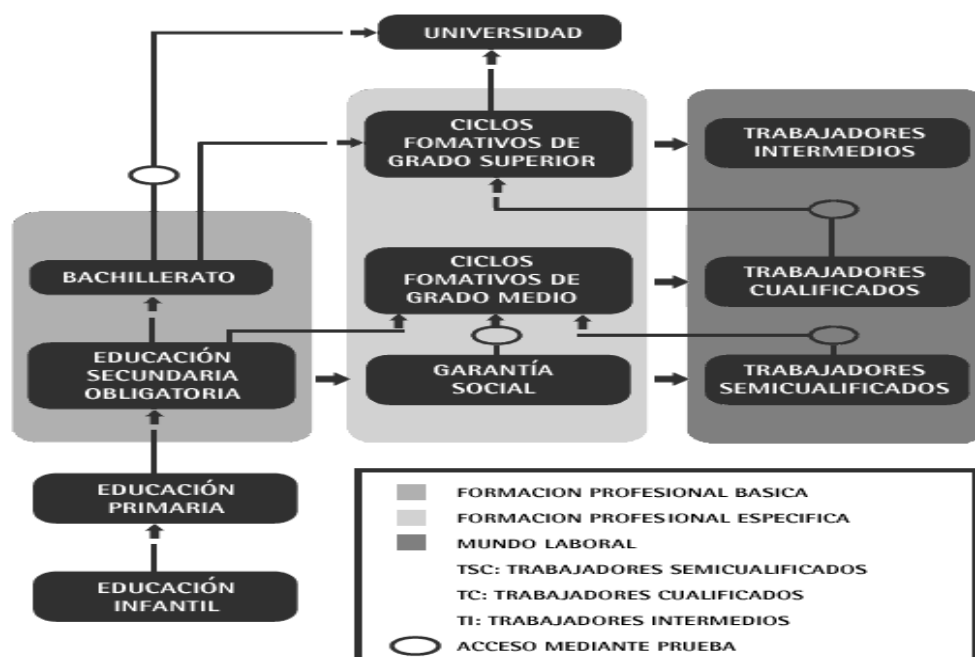 UNIVERSIDAD
CICLOS
FOMATIVOS DE
GRADO SUPERIOR
TRABAJADORES
INTERMEDIOS
BACHILLERATO
CICLOS
FOMATIVOS DE
GRADO MEDIO
TRABAJADORES
CUALIFICADOS
EDUCACIÓN
SECUNDARIA
OBLIGATORIA
GARANTÍA
SOCIAL
TRABAJADORES
SEMICUALIFICADOS
EDUCACIÓN
PRIMARIA
EDUCACIÓN
INFANTIL
FORMACION PROFESIONAL BASICA
FORMACION PROFESIONAL ESPECIFICA
MUNDO LABORAL
TSC: TRABAJADORES SEMICUALIFICADOS
TC: TRABAJADORES CUALIFICADOS
TI: TRABAJADORES INTERMEDIOS
ACCESO MEDIANTE PRUEBA